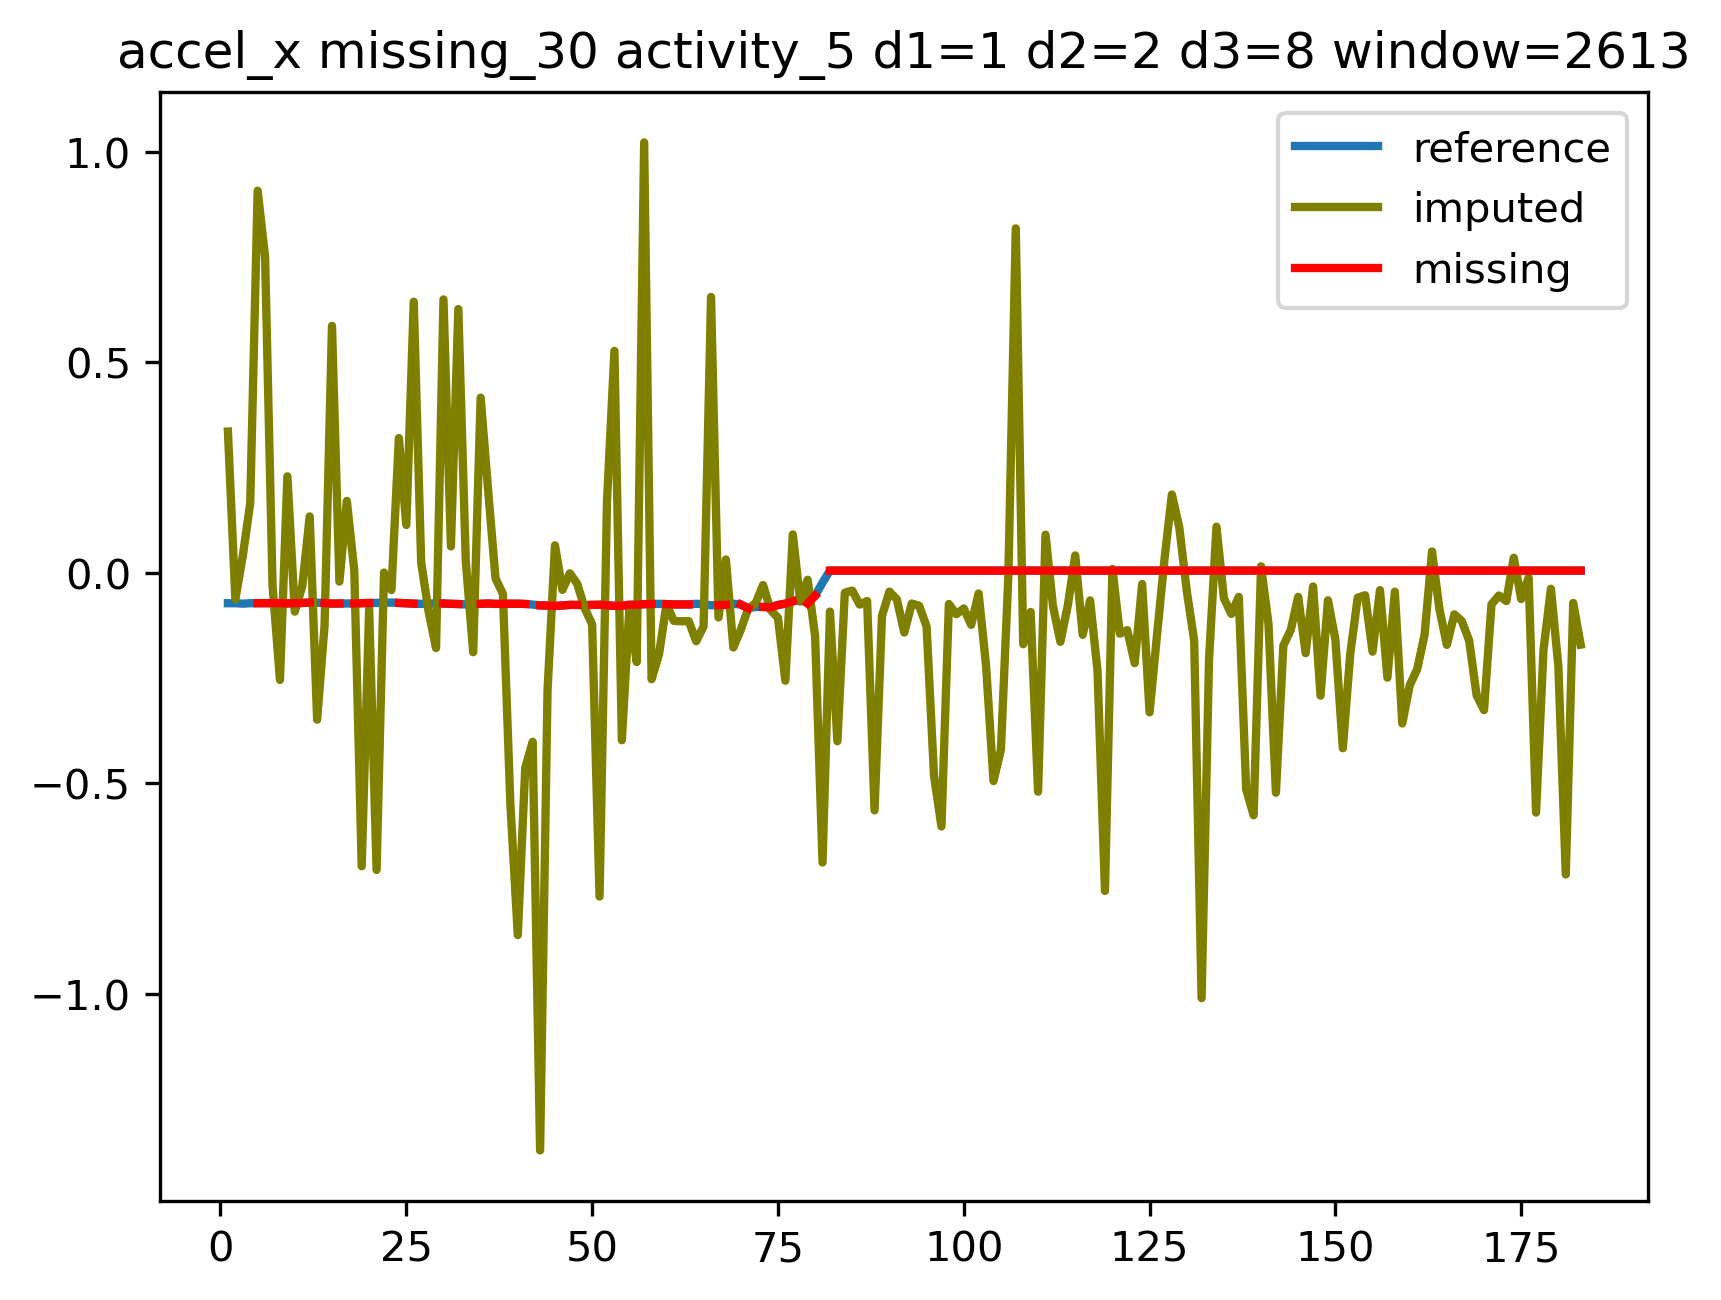 accel_x missing_30 activity_5 d1=1 d2=2 d3=8 window=2613
reference
imputed
missing
1.0
0.5
0.0
−0.5
−1.0
0 25 50 75 100 125 150 175